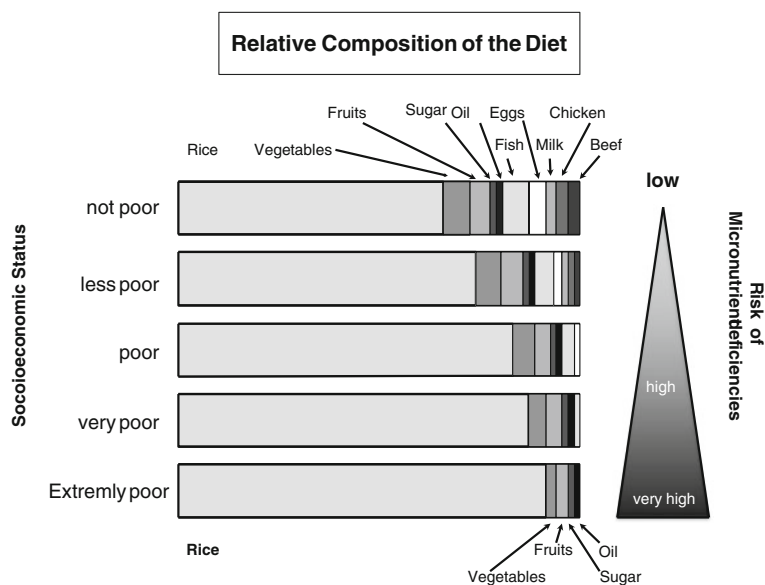 Relative Composition of the Diet
Fruits
Sugar Oil Eggs Chicken
Rice Vegetables Fish Milk Beef
not poor
less poor
poor
very poor
Extremly poor
Socoioeconomic Status
low
high
very high
Risk of
Micronutrientdeficiencies
Rice
Fruits Oil
Vegetables Sugar